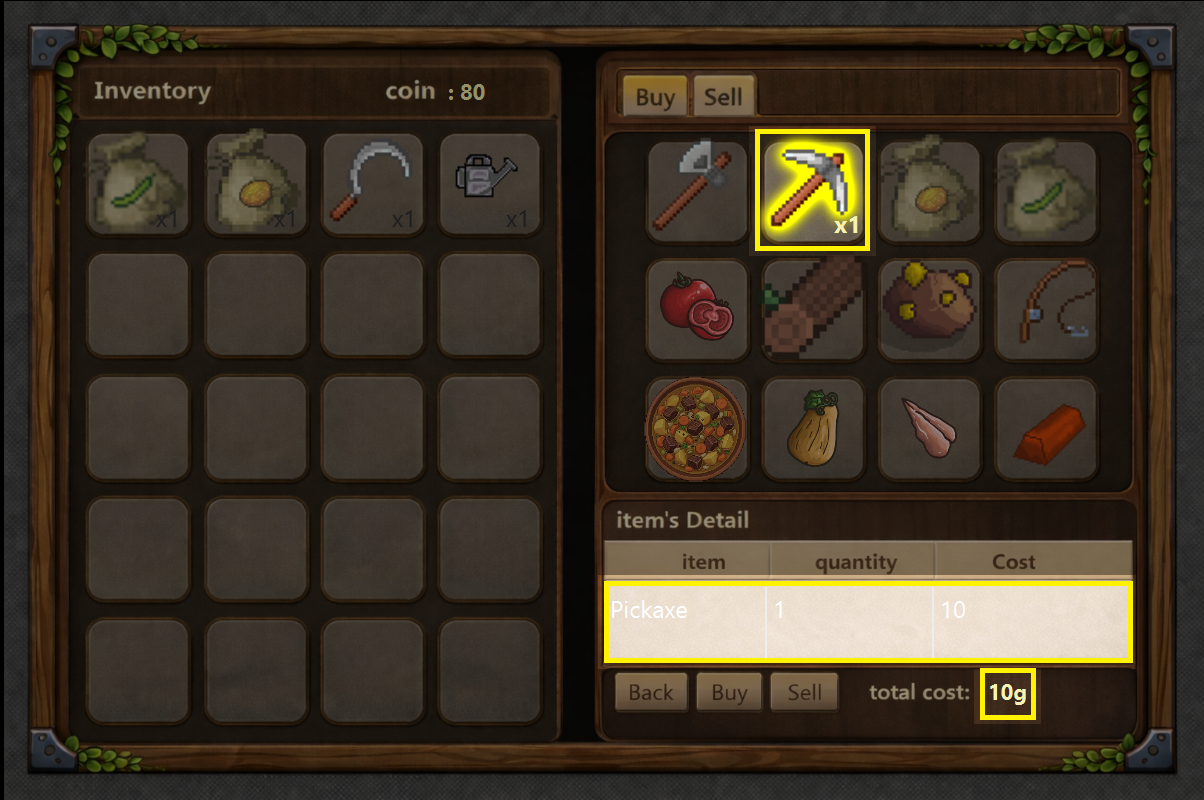 Inventory
coin : 80
Buy
Sell
x1
x1
x1
x1
x1
item's Detail
item quantity Cost
Pickaxe 1 10
Back
Buy
Sell
total cost: 10g